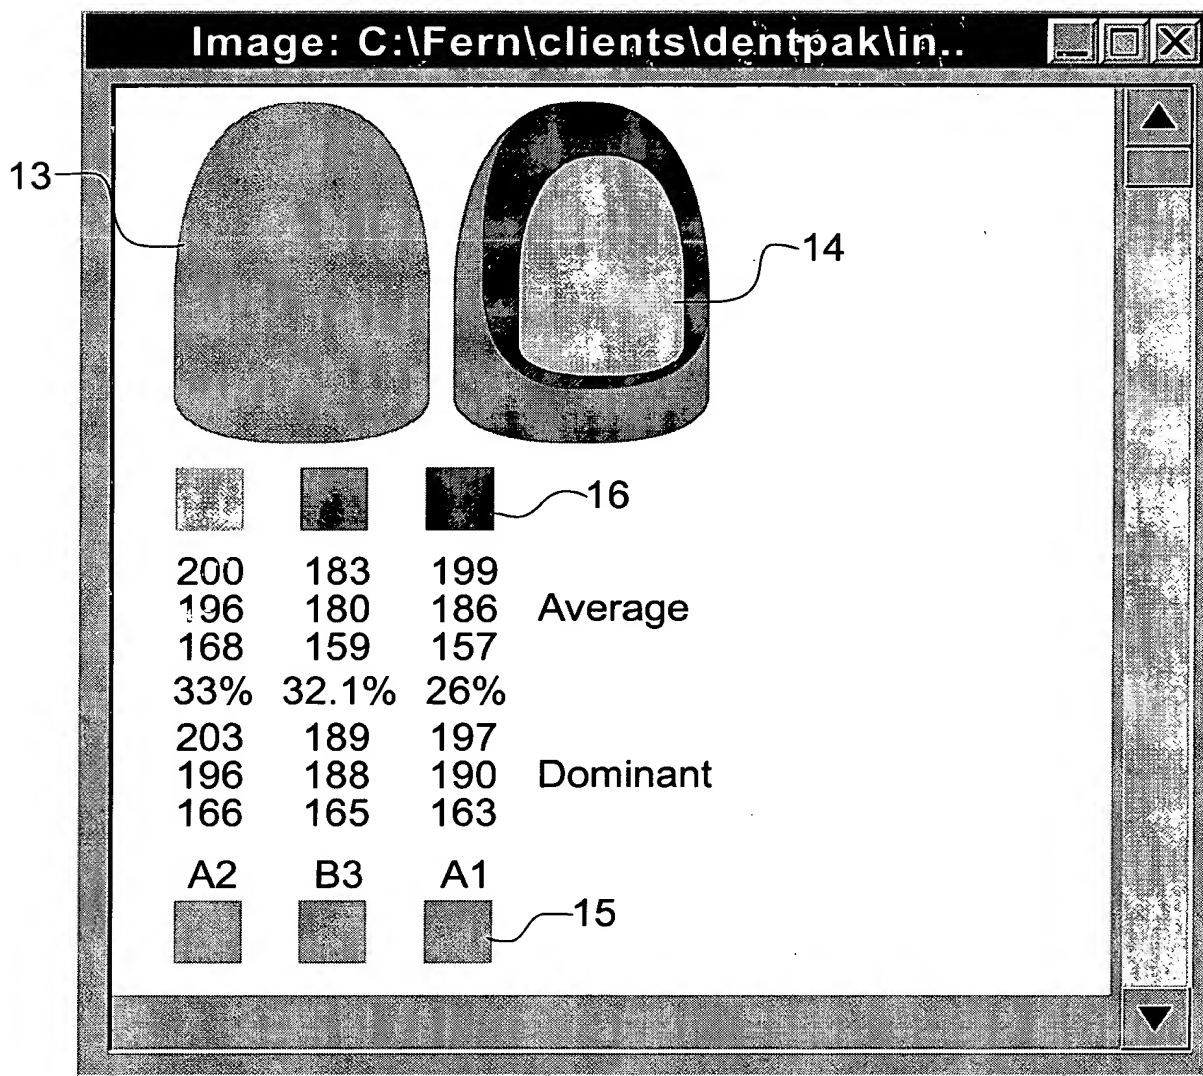 Image: C:\Fern\clients\dentpak\in..
13
14
16
200 183 199
196 180 186 Average
168 159 157
33% 32.1% 26%
203 189 197
196 188 190 Dominant
166 165 163
A2 B3 A1
15